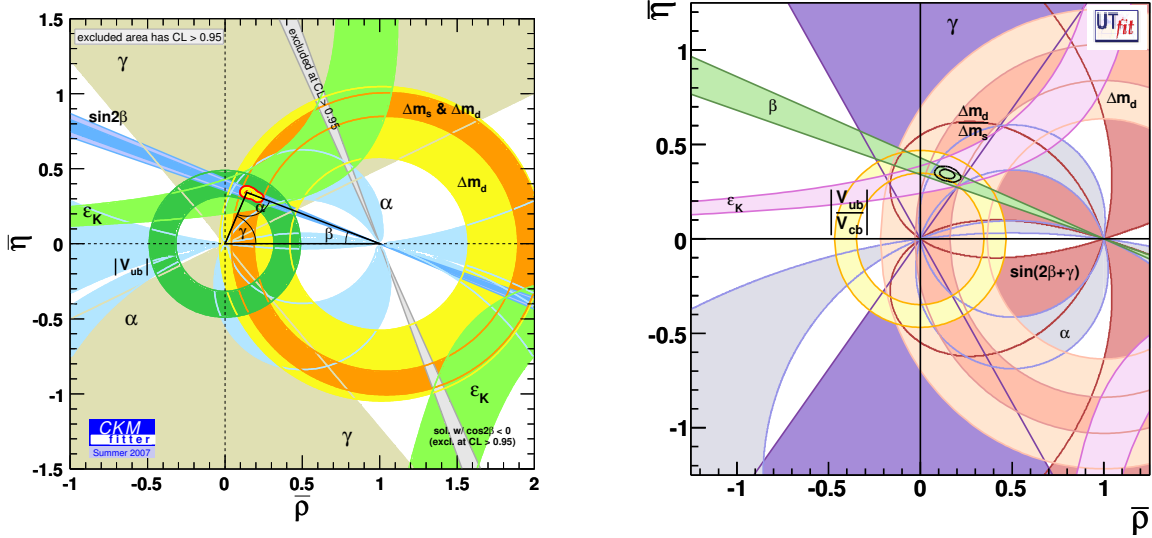 excluded area has CL > 0.95
excluded at CL > 0.95
γ
sin2β
Δm_s & Δm_d
Δm_d
ε_K
α
α
γ
β
|V_ub|
α
ε_K
γ
sol. w/ cos2β < 0
(excl. at CL > 0.95)
CKM
fitter
Summer 2007
η̄
1.5
1
0.5
0
-0.5
-1
-1.5
-1
-0.5
0
0.5
1
1.5
2
ρ̄
η̄
γ
UT
fit
β
Δm_d
Δm_s
Δm_d
ε_K
|V_ub
V_cb|
sin(2β+γ)
α
1
0.5
0
-0.5
-1
-1
-0.5
0
0.5
1
ρ̄